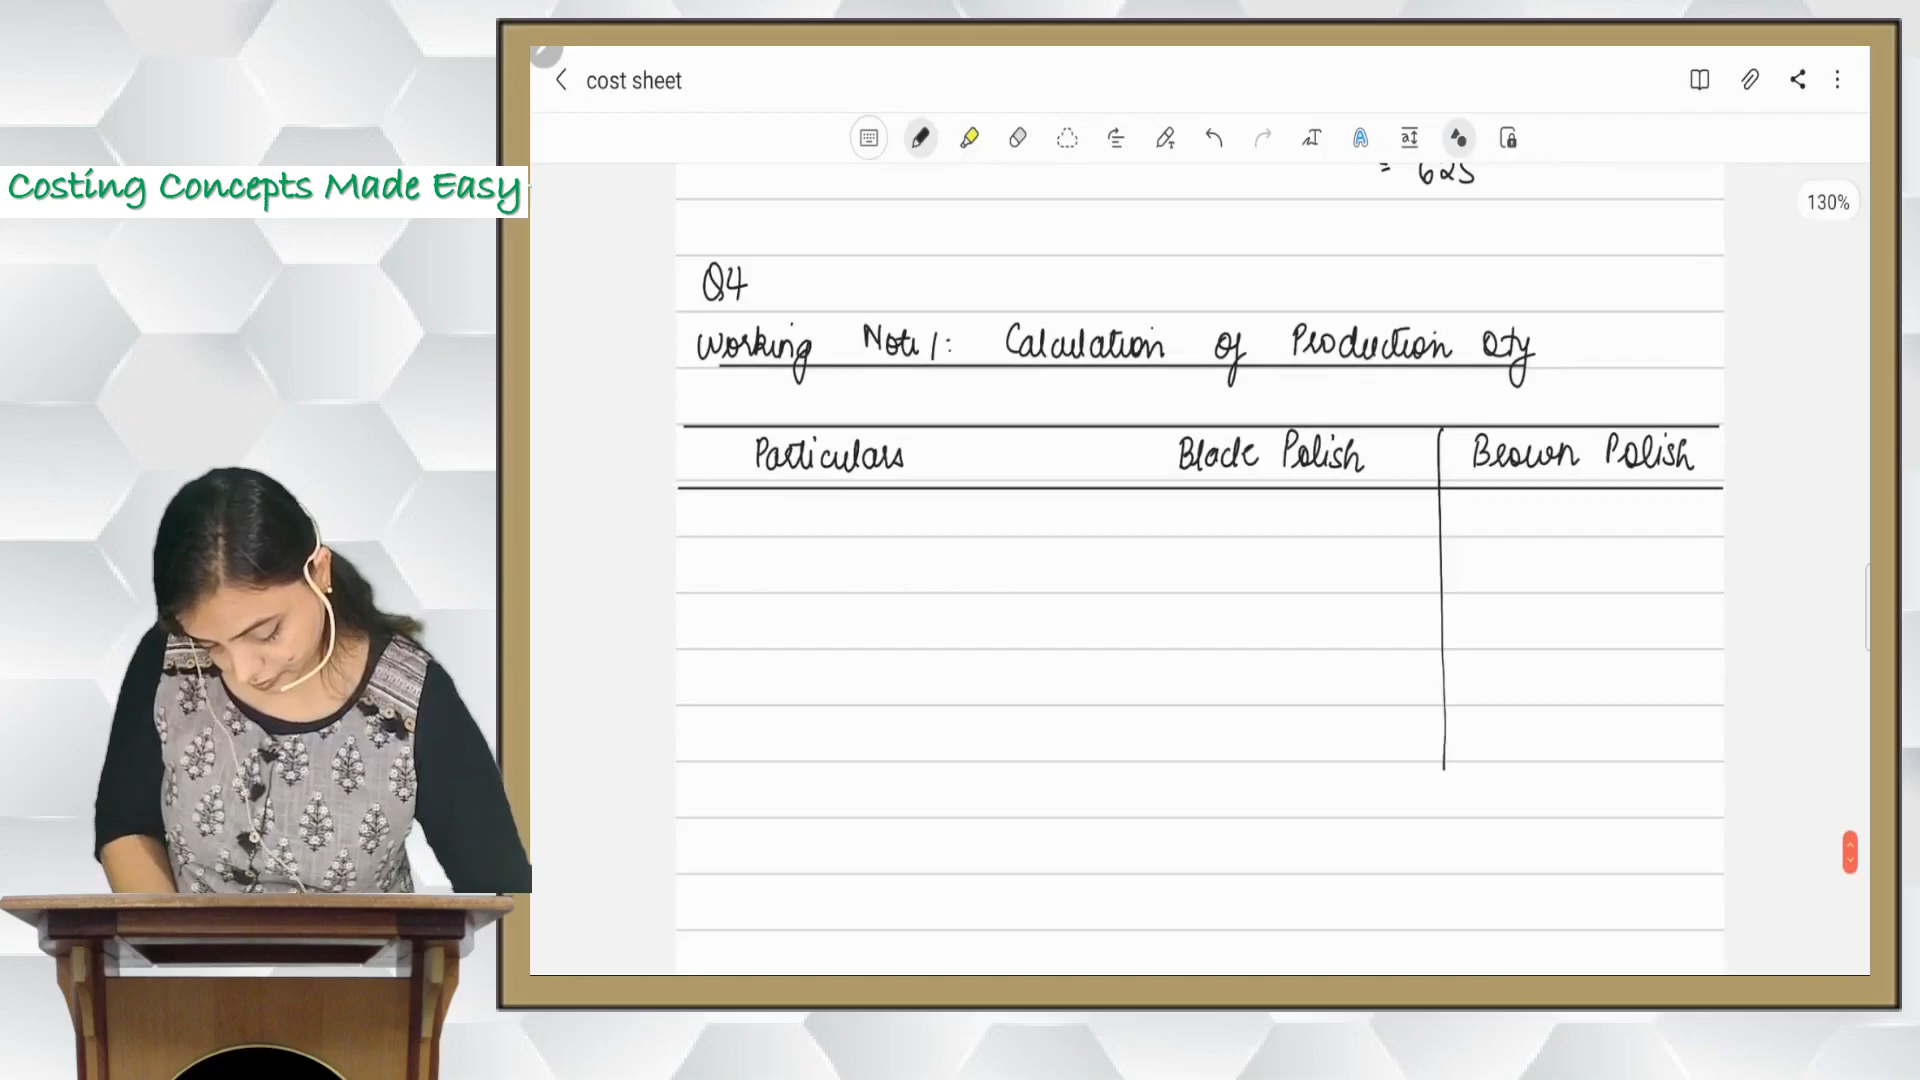 Costing Concepts Made Easy
cost sheet
130%
= 625
Q4
Working Note 1: Calculation of Production Qty
Particulars Black Polish Brown Polish